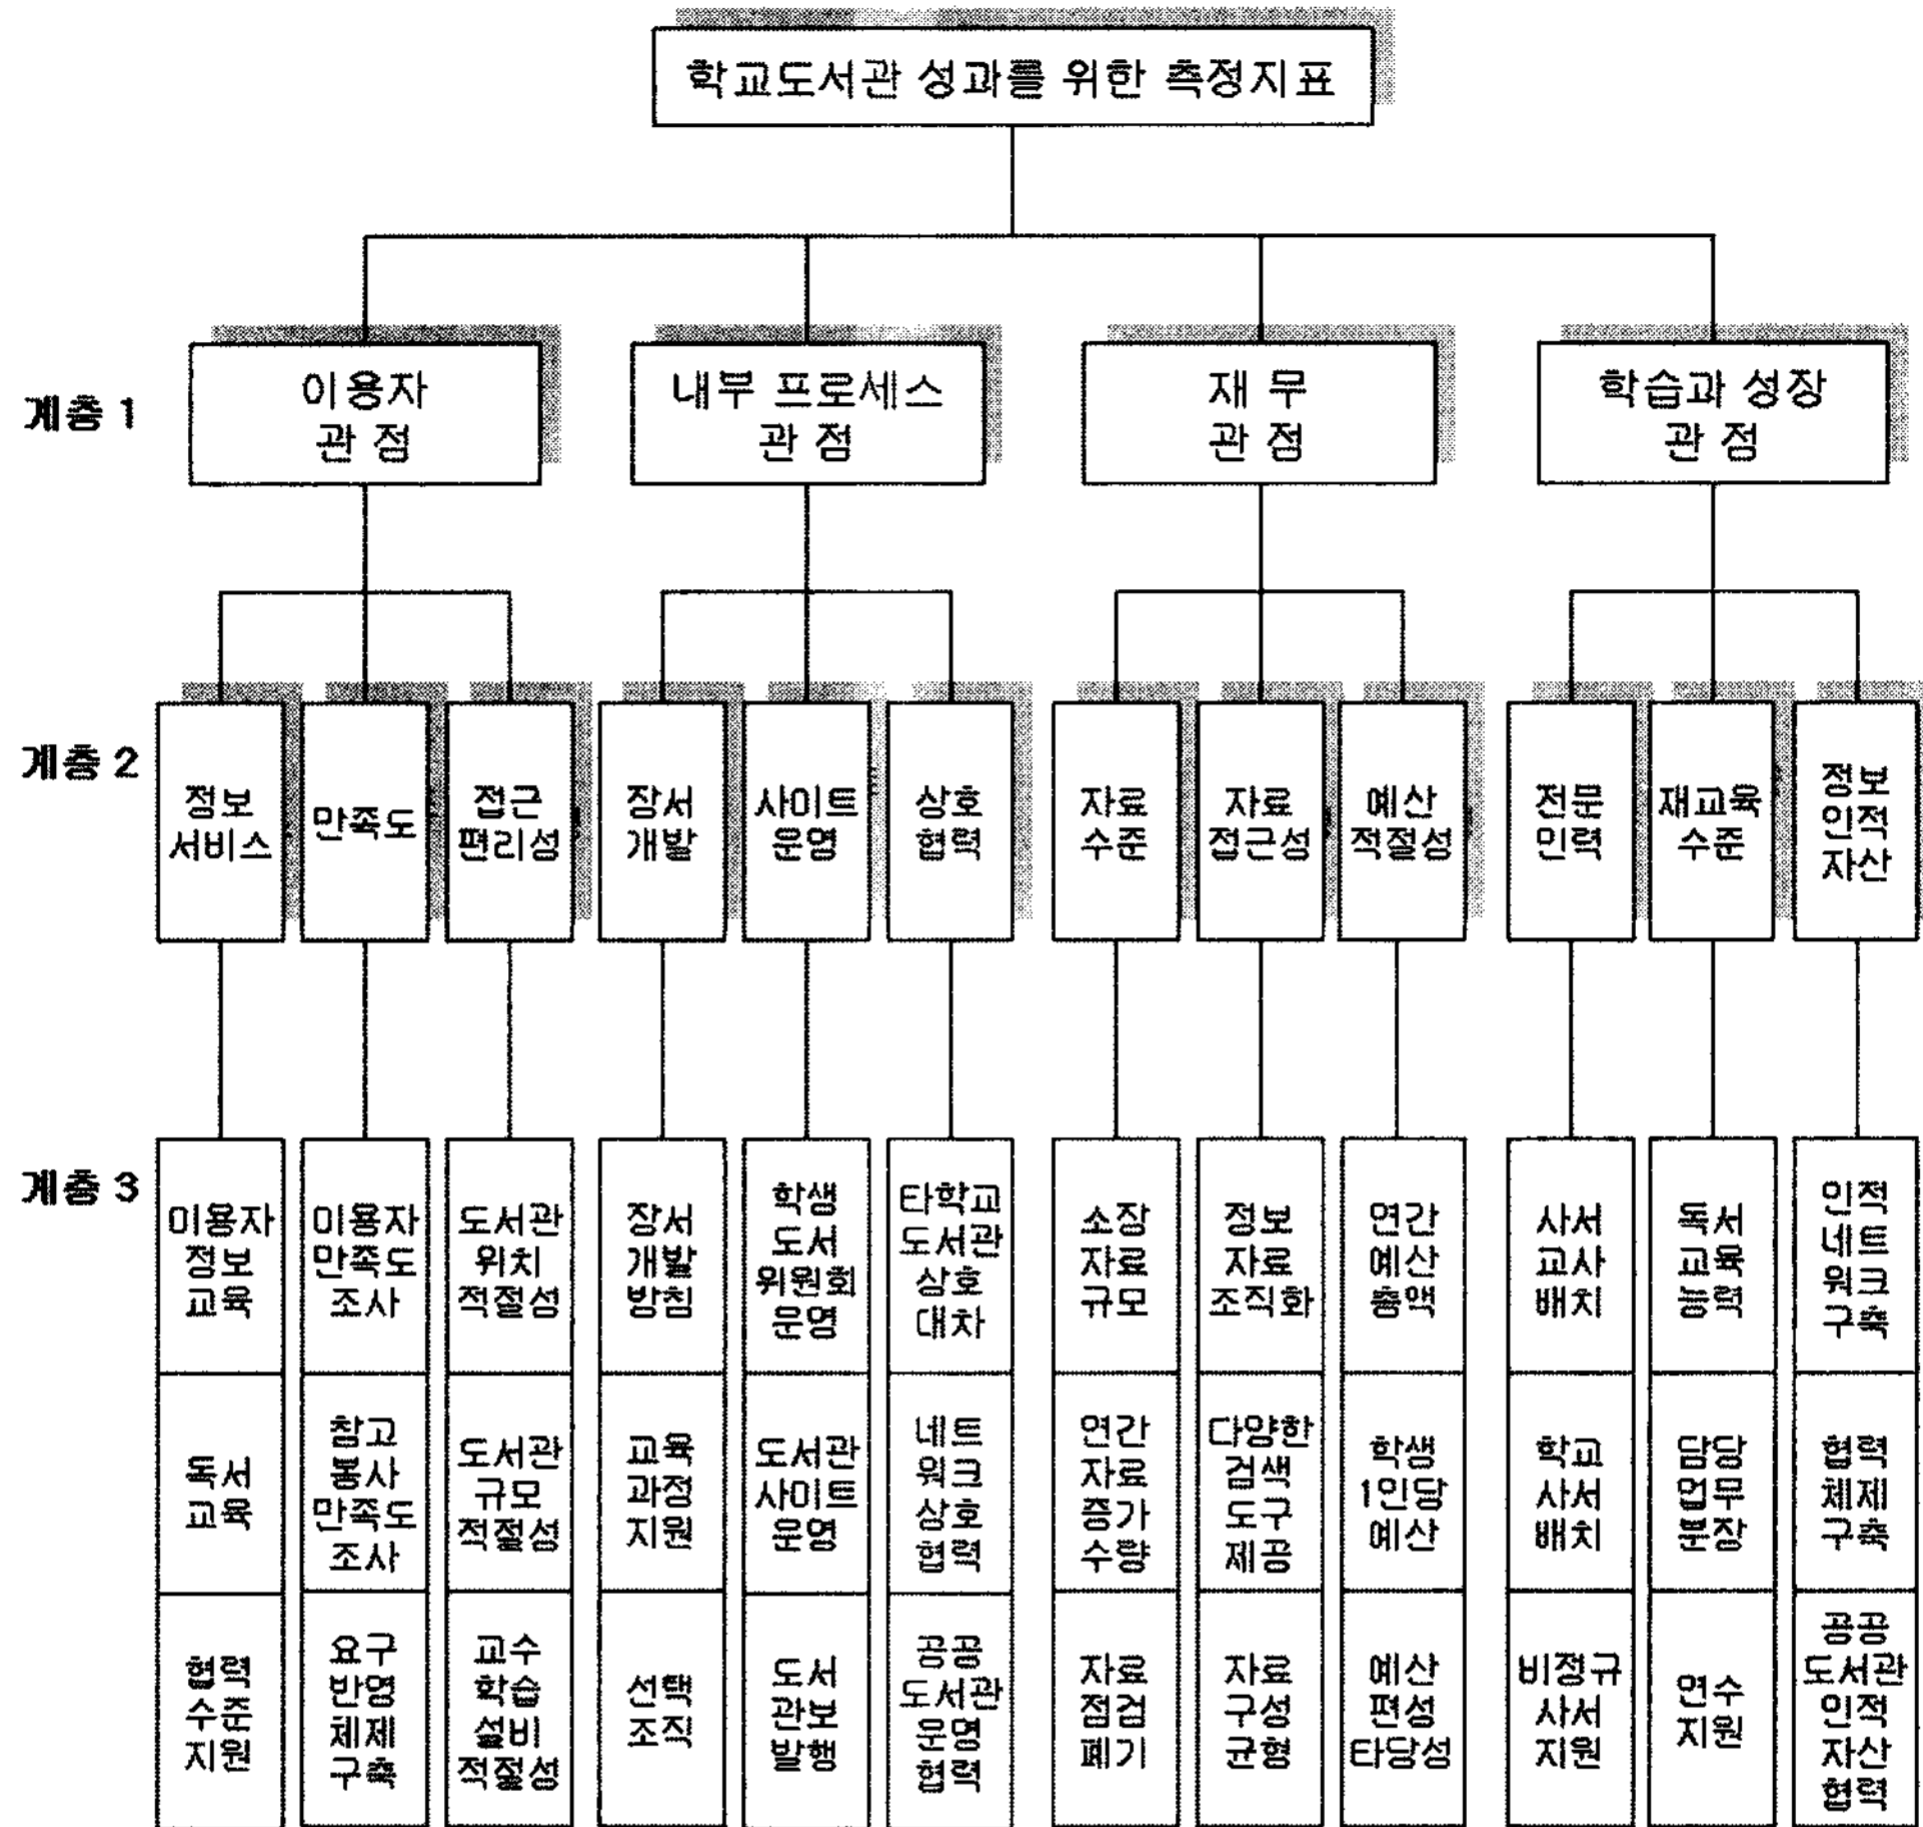 학교도서관 성과를 위한 측정지표
계층 1
이용자
관 점
내부 프로세스
관 점
재 무
관 점
학습과 성장
관 점
계층 2
정보
서비스
만족도
접근
편리성
장서
개발
사이트
운영
상호
협력
자료
수준
자료
접근성
예산
적절성
전문
인력
재교육
수준
정보
인적
자산
계층 3
이용자
정보
교육
이용자
만족도
조사
도서관
위치
적절성
장서
개발
방침
학생
도서
위원회
운영
타학교
도서관
상호
대차
소장
자료
규모
정보
자료
조직화
연간
예산
총액
사서
교사
배치
독서
교육
능력
인적
네트
워크
구축
독서
교육
참고
봉사
만족도
조사
도서관
규모
적절성
교육
과정
지원
도서관
사이트
운영
네트
워크
상호
협력
연간
자료
증가
수량
다양한
검색
도구
제공
학생
1인당
예산
학교
사서
배치
담당
업무
분장
협력
체제
구축
협력
수준
지원
요구
반영
체제
구축
교수
학습
설비
적절성
선택
조직
도서
관보
발행
공공
도서관
운영
협력
자료
점검
폐기
자료
구성
균형
예산
편성
타당성
비정규
사서
지원
연수
지원
공공
도서관
인적
자산
협력